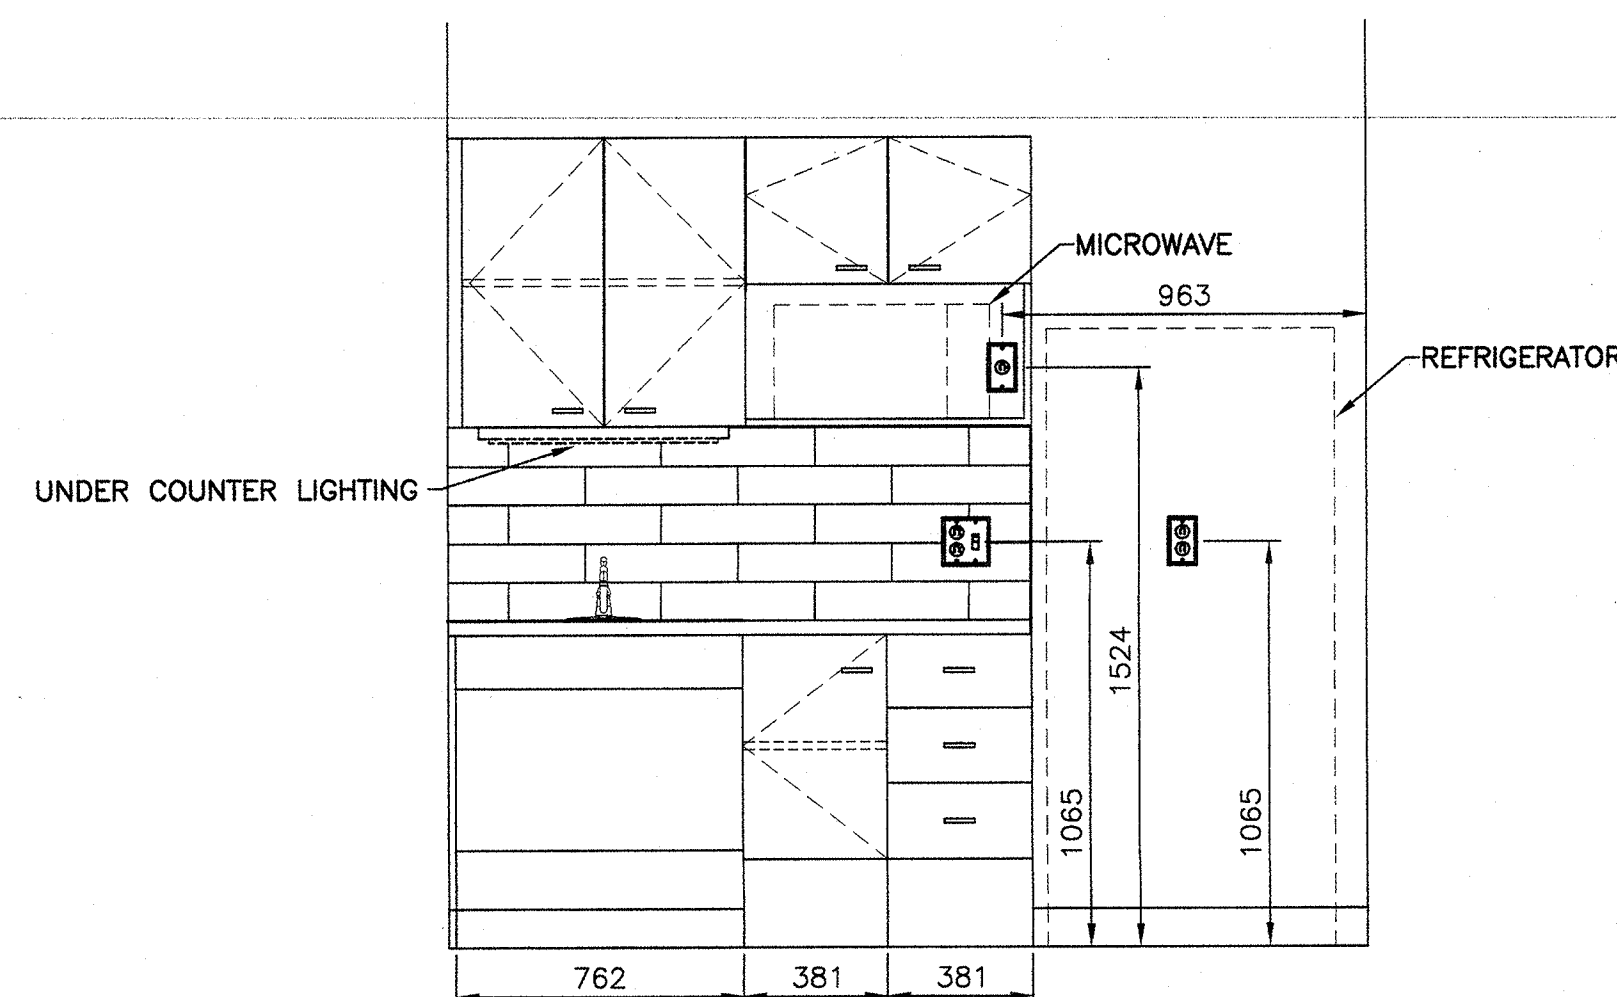 MICROWAVE
963
REFRIGERATOR
UNDER COUNTER LIGHTING
1524
1065
1065
762
381
381